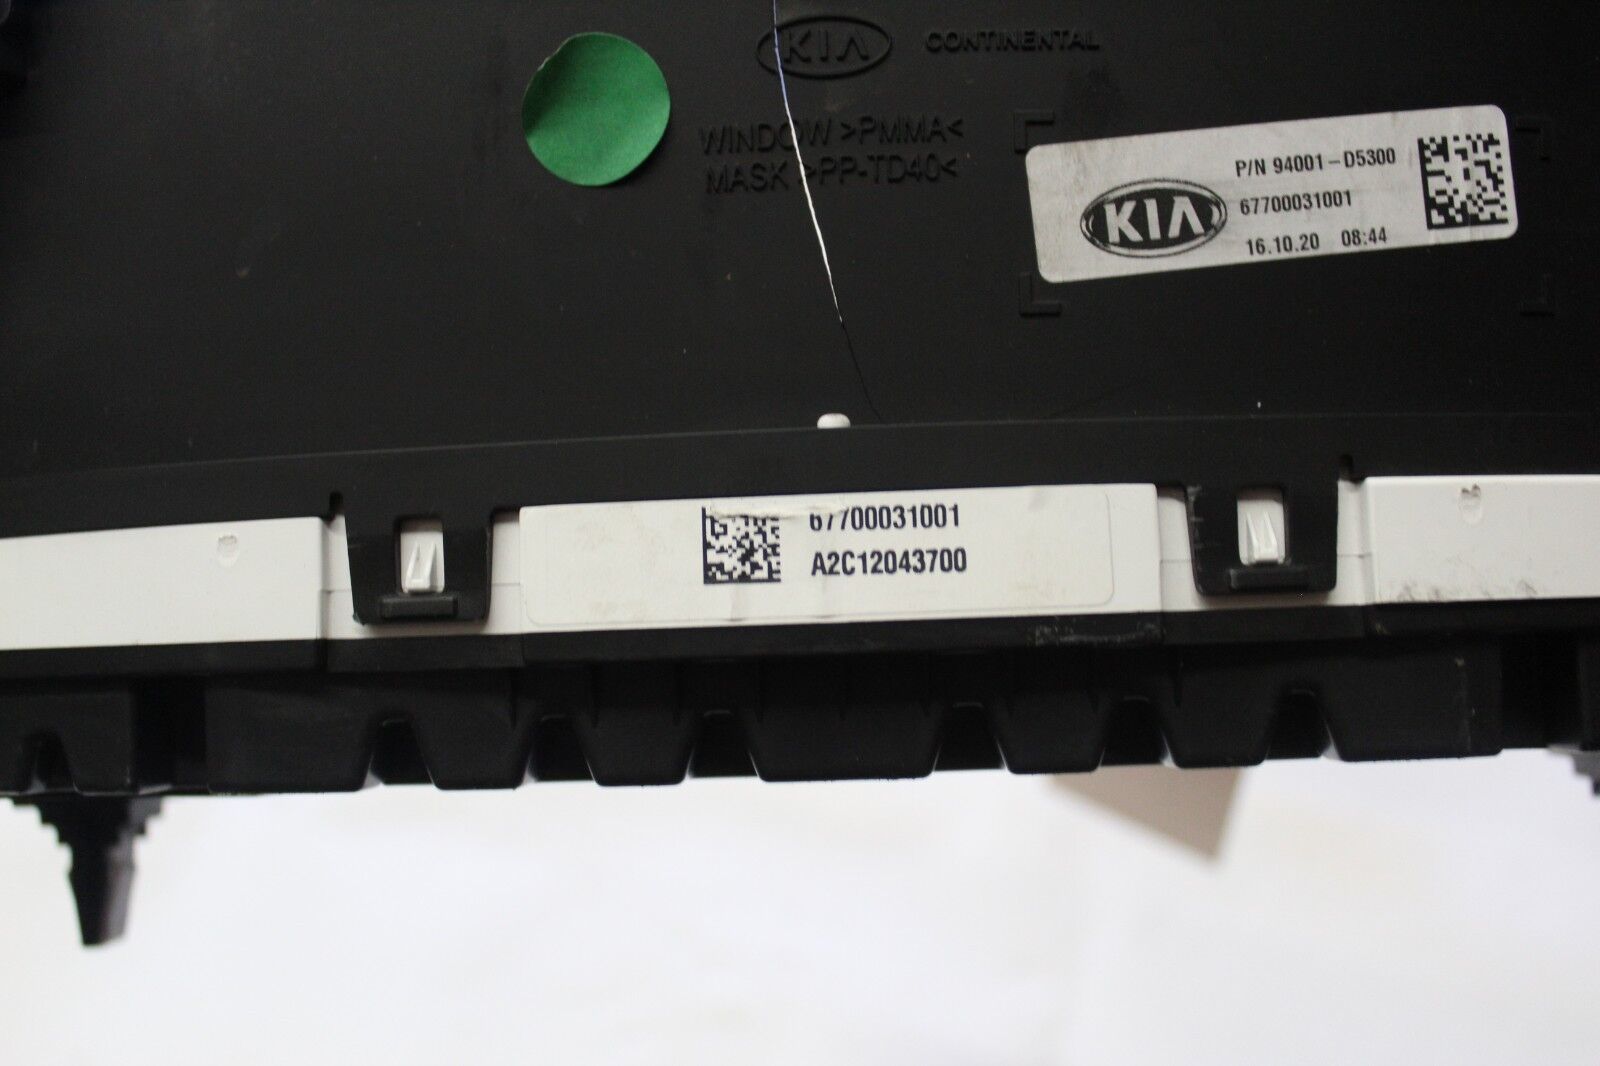 KIA CONTINENTAL
WINDOW >PMMA<
MASK >PP-TD40<
KIA
P/N 94001-D5300
67700031001
16.10.20 08:44
67700031001
A2C12043700